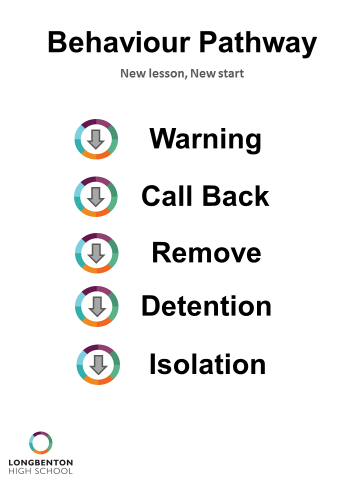 Behaviour Pathway
New lesson, New start
Warning
Call Back
Remove
Detention
Isolation
LONGBENTON
HIGH SCHOOL